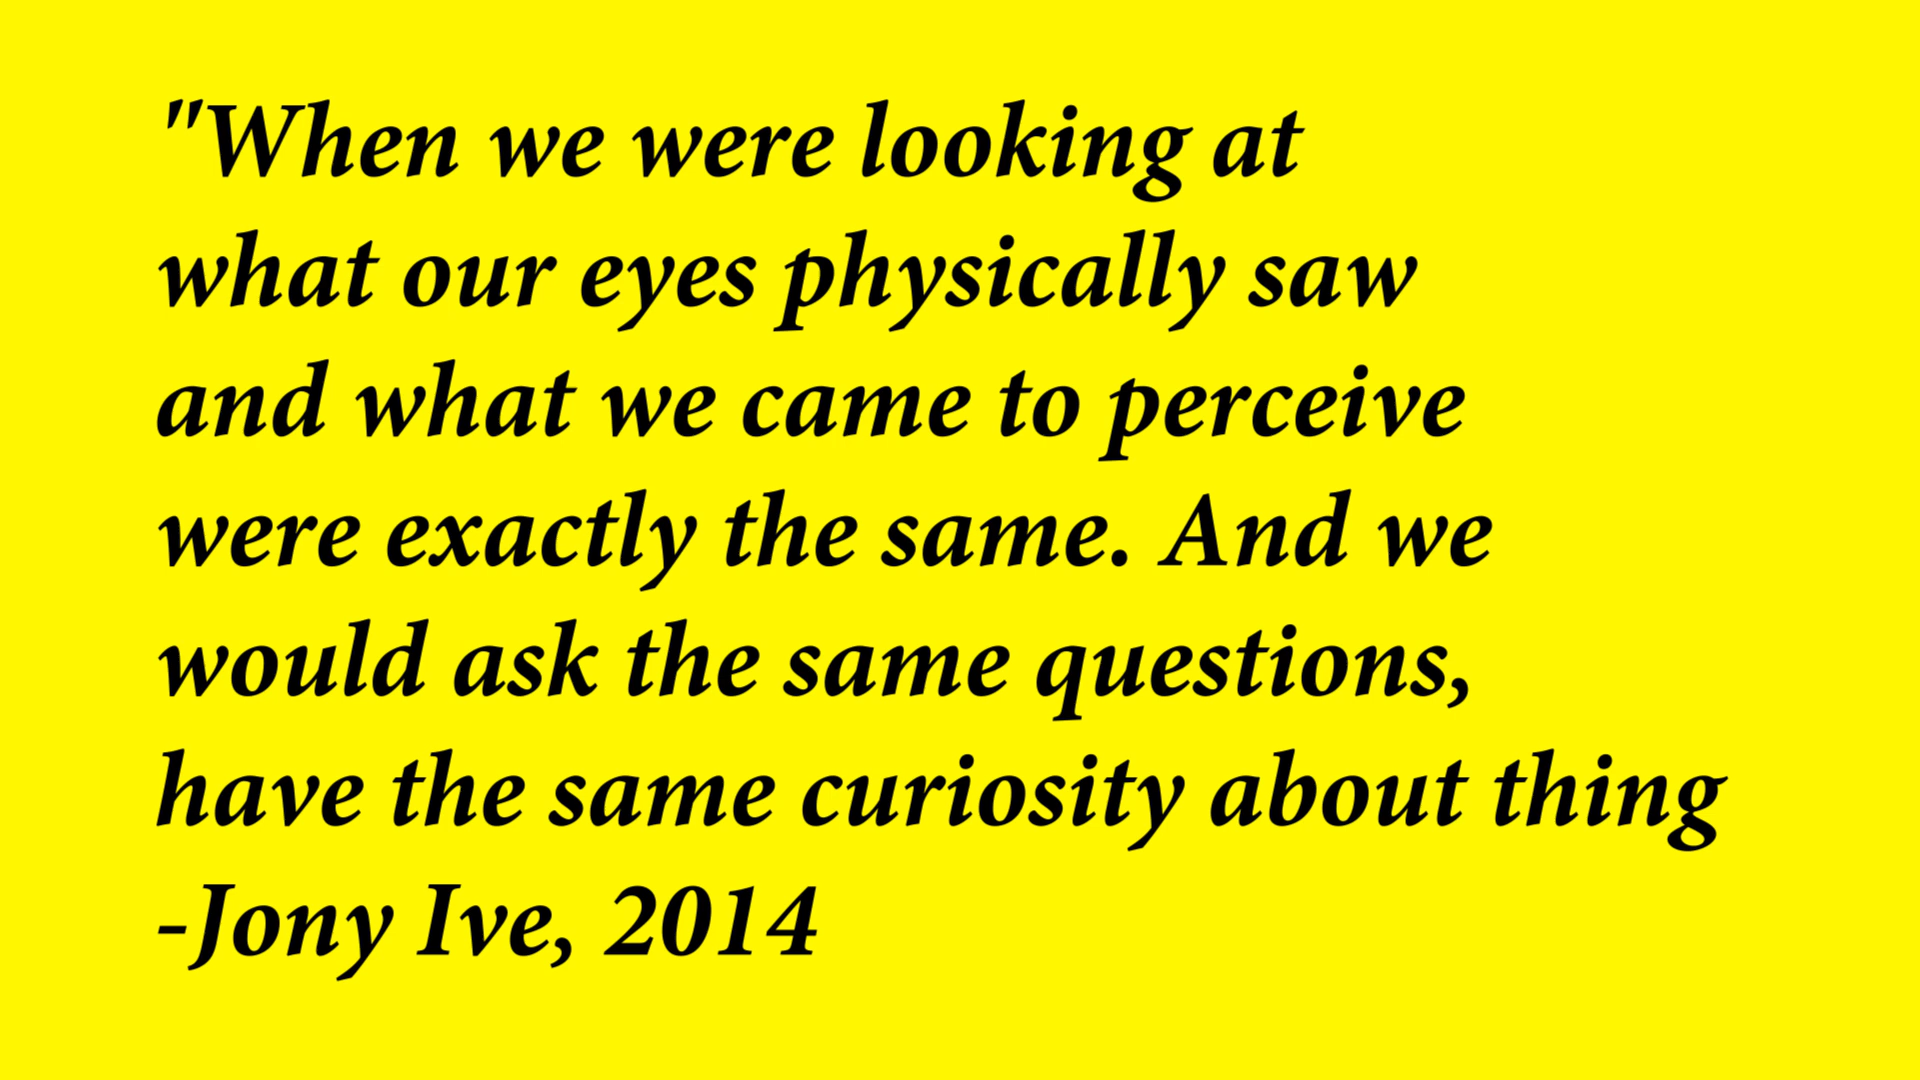 "When we were looking at
what our eyes physically saw
and what we came to perceive
were exactly the same. And we
would ask the same questions,
have the same curiosity about thing
-Jony Ive, 2014